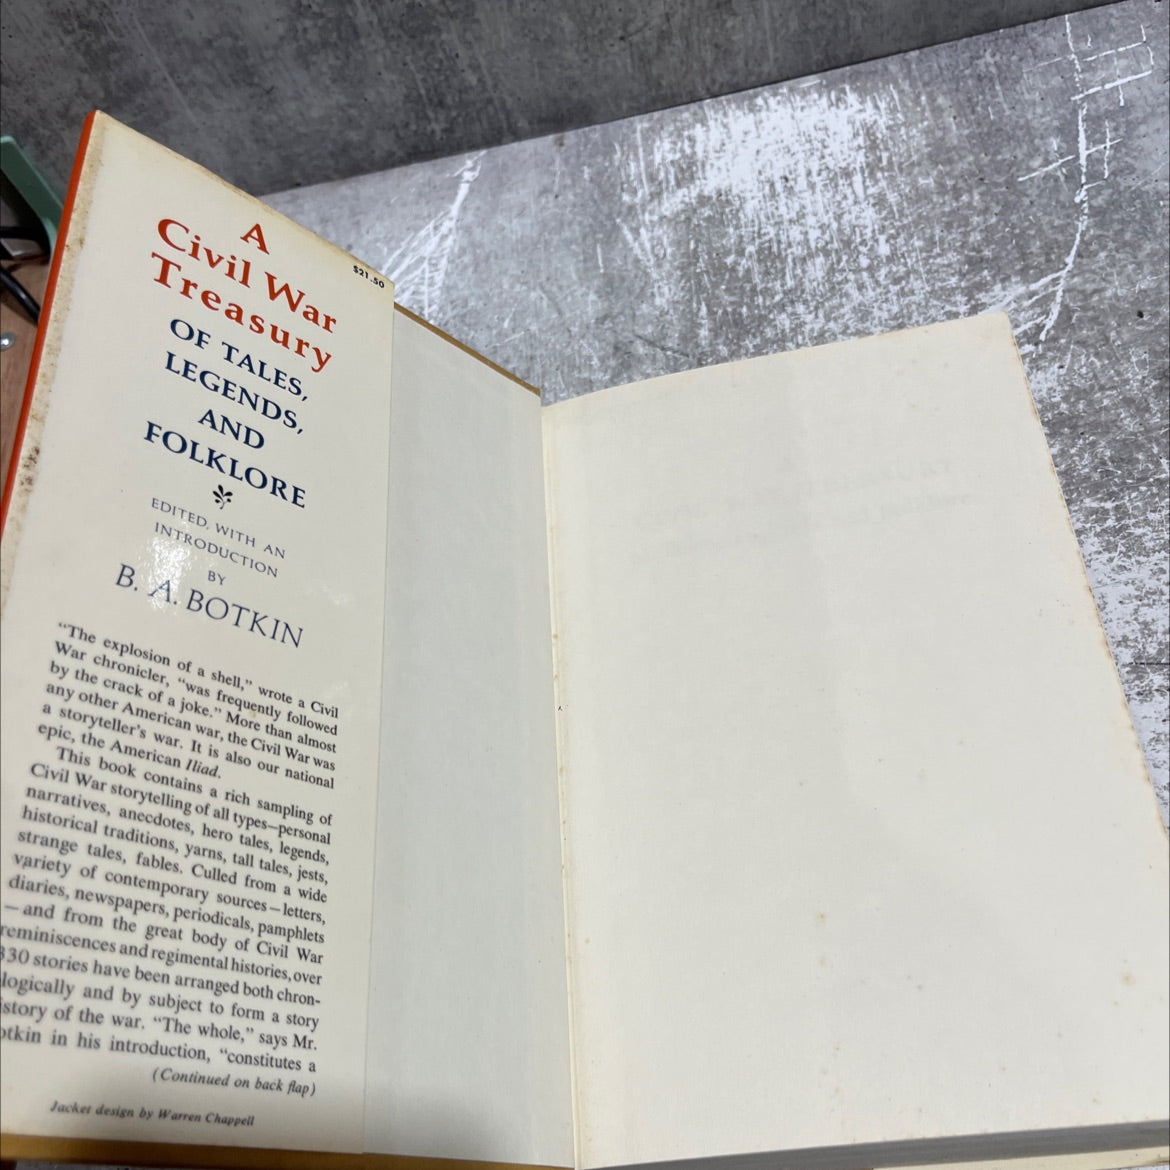 A
Civil War
Treasury
$21.50
OF TALES,
LEGENDS,
AND
FOLKLORE
EDITED, WITH AN
INTRODUCTION
BY
B. A. BOTKIN
“The explosion of a shell,” wrote a Civil
War chronicler, “was frequently followed
by the crack of a joke.” More than almost
any other American war, the Civil War was
a storyteller’s war. It is also our national
epic, the American Iliad.
This book contains a rich sampling of
Civil War storytelling of all types—personal
narratives, anecdotes, hero tales, legends,
historical traditions, yarns, tall tales, jests,
strange tales, fables. Culled from a wide
variety of contemporary sources—letters,
diaries, newspapers, periodicals, pamphlets
—and from the great body of Civil War
reminiscences and regimental histories, over
330 stories have been arranged both chron-
logically and by subject to form a story
istory of the war. “The whole,” says Mr.
otkin in his introduction, “constitutes a
(Continued on back flap)
Jacket design by Warren Chappell